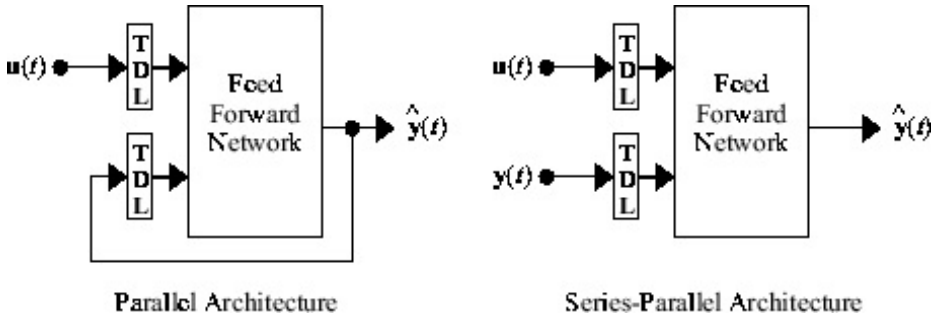 u(t)
T
D
L
T
D
L
Feed
Forward
Network
ŷ(t)
Parallel Architecture
u(t)
y(t)
T
D
L
T
D
L
Feed
Forward
Network
ŷ(t)
Series-Parallel Architecture